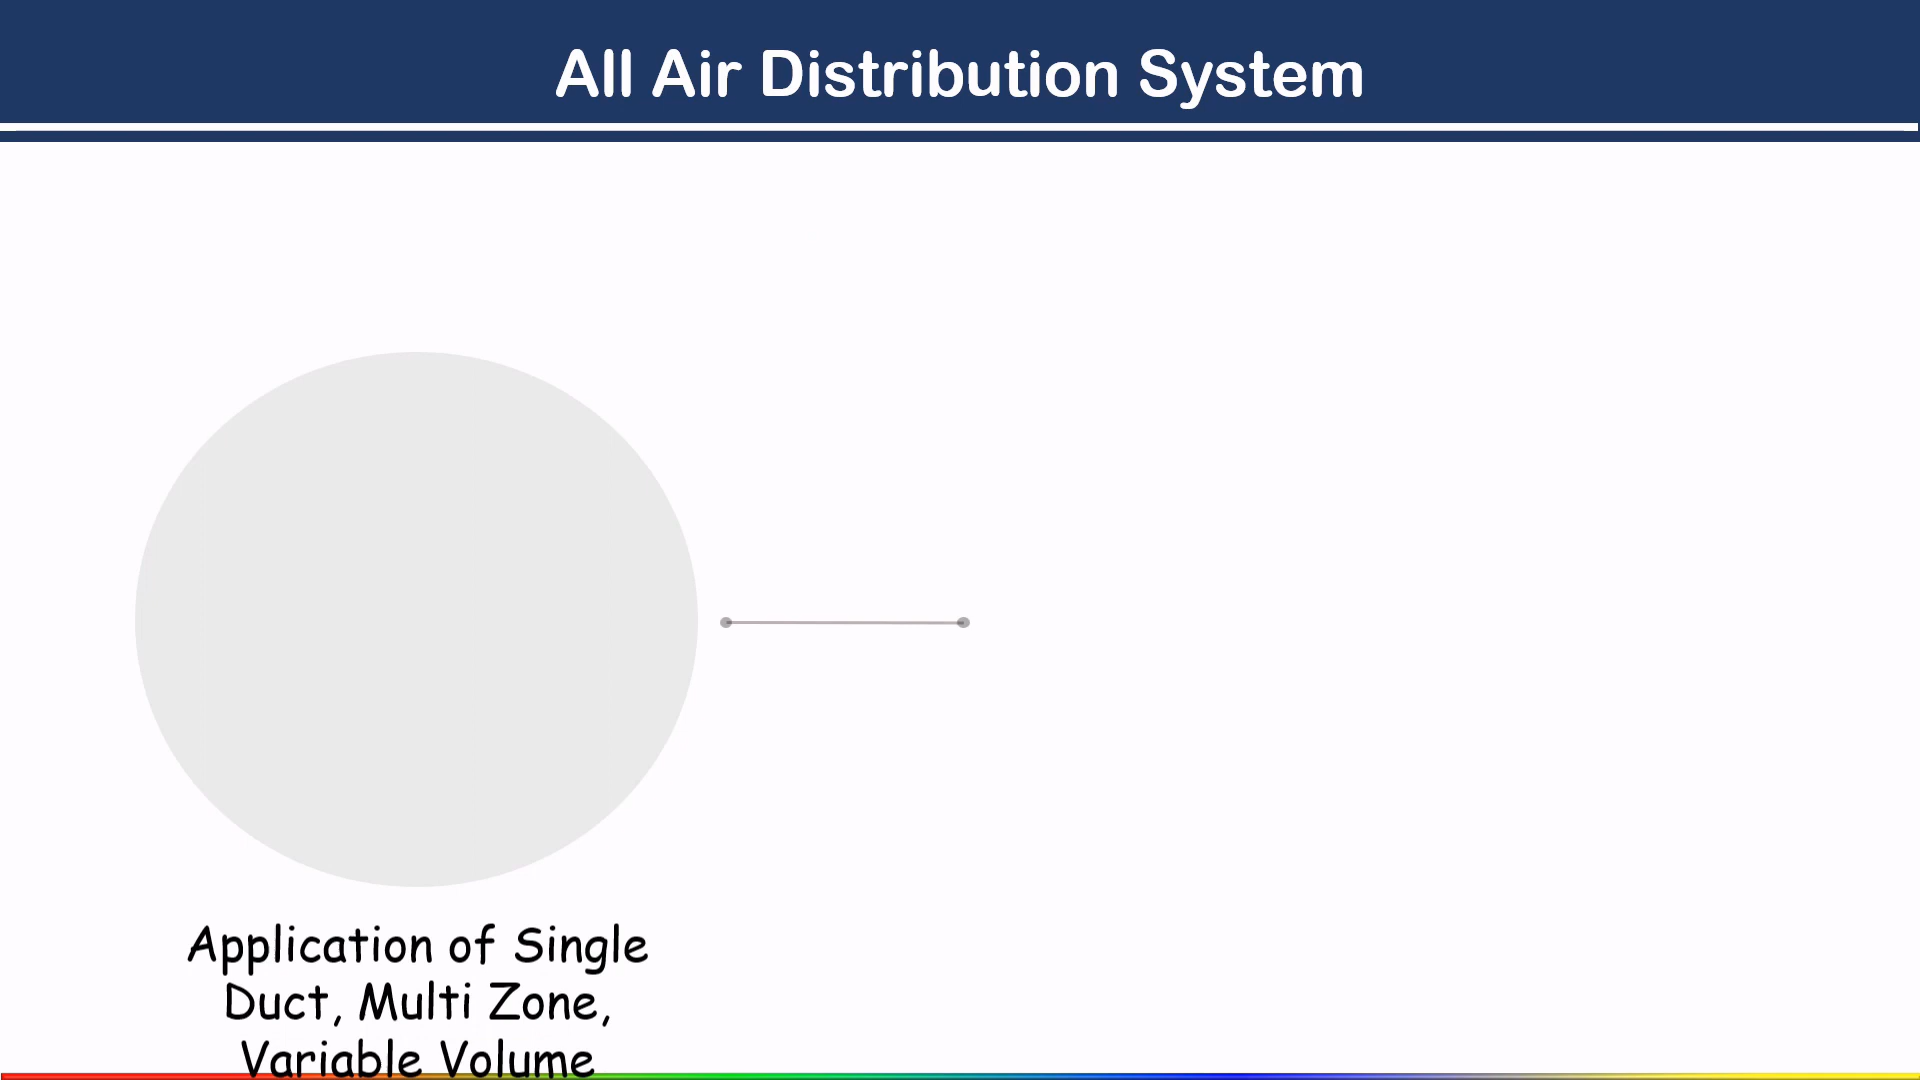 All Air Distribution System
Application of Single
Duct, Multi Zone,
Variable Volume